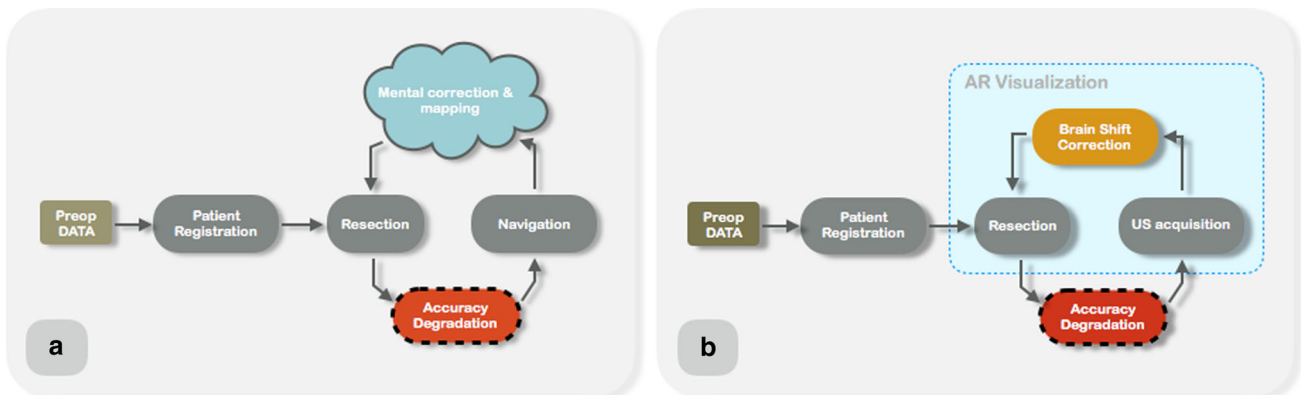 Mental correction &
mapping
Preop
DATA
Patient
Registration
Resection
Navigation
Accuracy
Degradation
a
AR Visualization
Brain Shift
Correction
Preop
DATA
Patient
Registration
Resection
US acquisition
Accuracy
Degradation
b